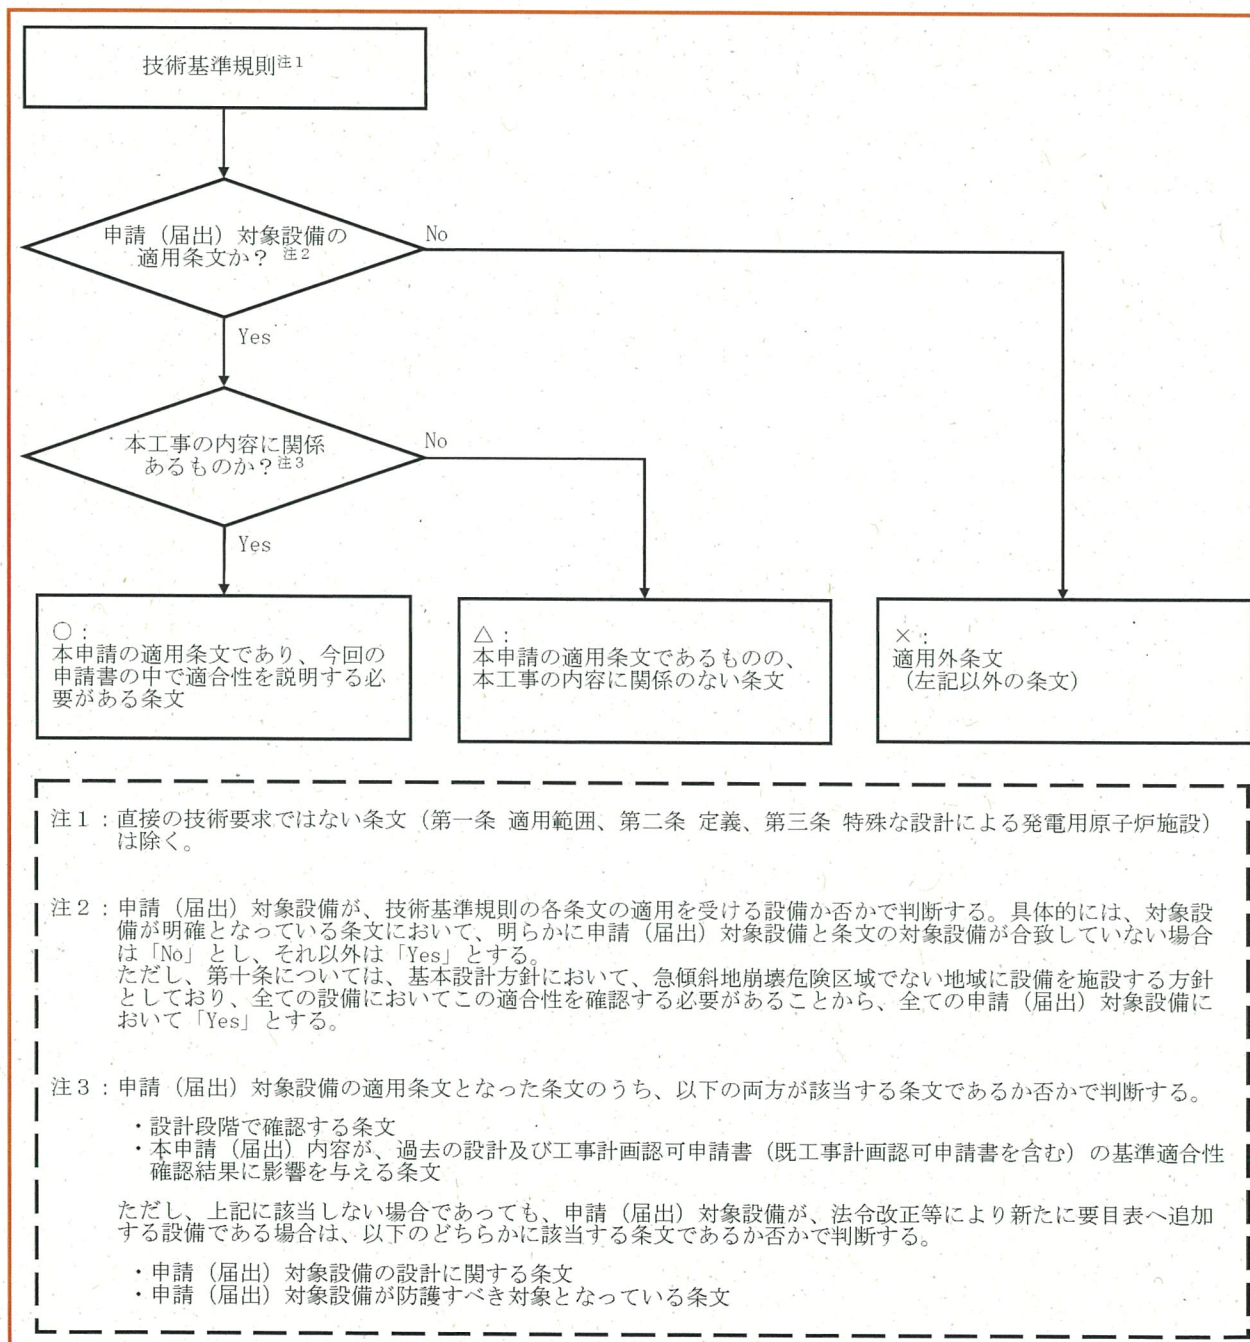 技術基準規則注1
申請（届出）対象設備の
適用条文か？ 注2
No
Yes
本工事の内容に関係
あるものか？注3
No
Yes
○：
本申請の適用条文であり、今回の
申請書の中で適合性を説明する必
要がある条文
△：
本申請の適用条文であるものの、
本工事の内容に関係のない条文
×：
適用外条文
（左記以外の条文）
注１：直接の技術要求ではない条文（第一条 適用範囲、第二条 定義、第三条 特殊な設計による発電用原子炉施設）
は除く。
注２：申請（届出）対象設備が、技術基準規則の各条文の適用を受ける設備か否かで判断する。具体的には、対象設
備が明確となっている条文において、明らかに申請（届出）対象設備と条文の対象設備が合致していない場合
は「No」とし、それ以外は「Yes」とする。
ただし、第十条については、基本設計方針において、急傾斜地崩壊危険区域でない地域に設備を施設する方針
としており、全ての設備においてこの適合性を確認する必要があることから、全ての申請（届出）対象設備に
おいて「Yes」とする。
注３：申請（届出）対象設備の適用条文となった条文のうち、以下の両方が該当する条文であるか否かで判断する。
・設計段階で確認する条文
・本申請（届出）内容が、過去の設計及び工事計画認可申請書（既工事計画認可申請書を含む）の基準適合性
確認結果に影響を与える条文
ただし、上記に該当しない場合であっても、申請（届出）対象設備が、法令改正等により新たに要目表へ追加
する設備である場合は、以下のどちらかに該当する条文であるか否かで判断する。
・申請（届出）対象設備の設計に関する条文
・申請（届出）対象設備が防護すべき対象となっている条文